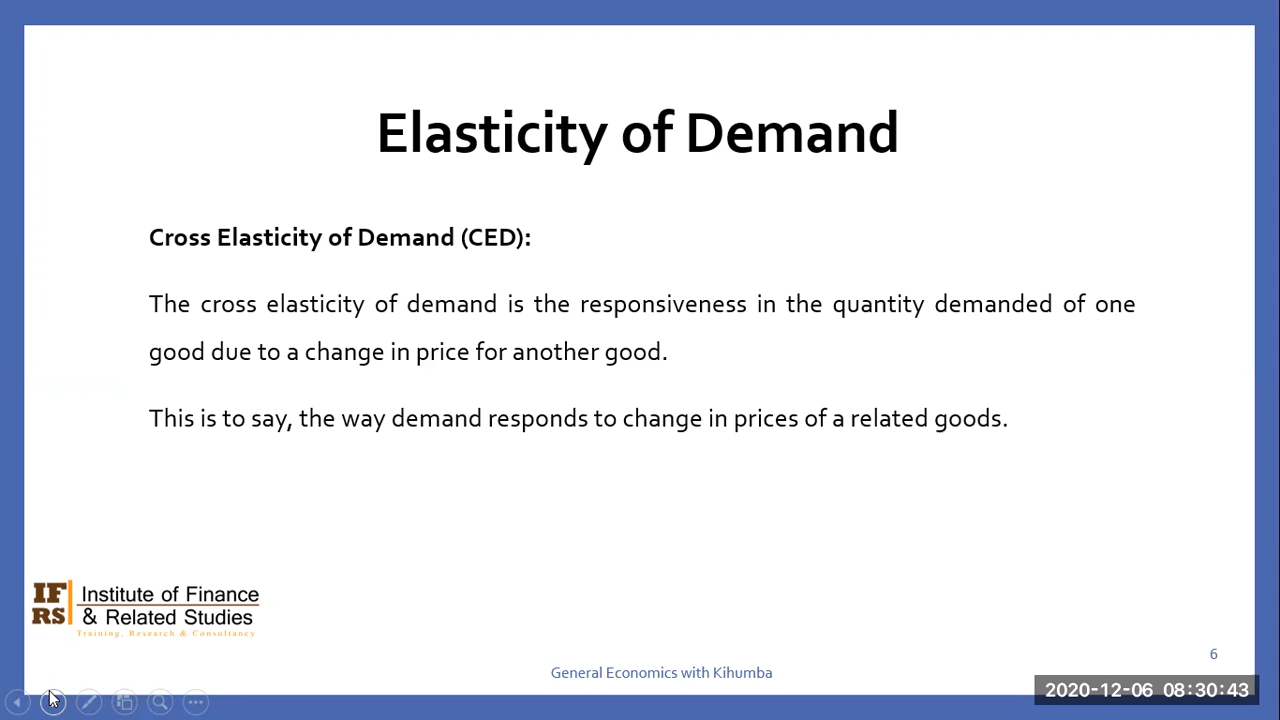 Elasticity of Demand
Cross Elasticity of Demand (CED):
The cross elasticity of demand is the responsiveness in the quantity demanded of one
good due to a change in price for another good.
This is to say, the way demand responds to change in prices of a related goods.
IF
RS
Institute of Finance
& Related Studies
Training, Research & Consultancy
6
General Economics with Kihumba
2020-12-06 08:30:43